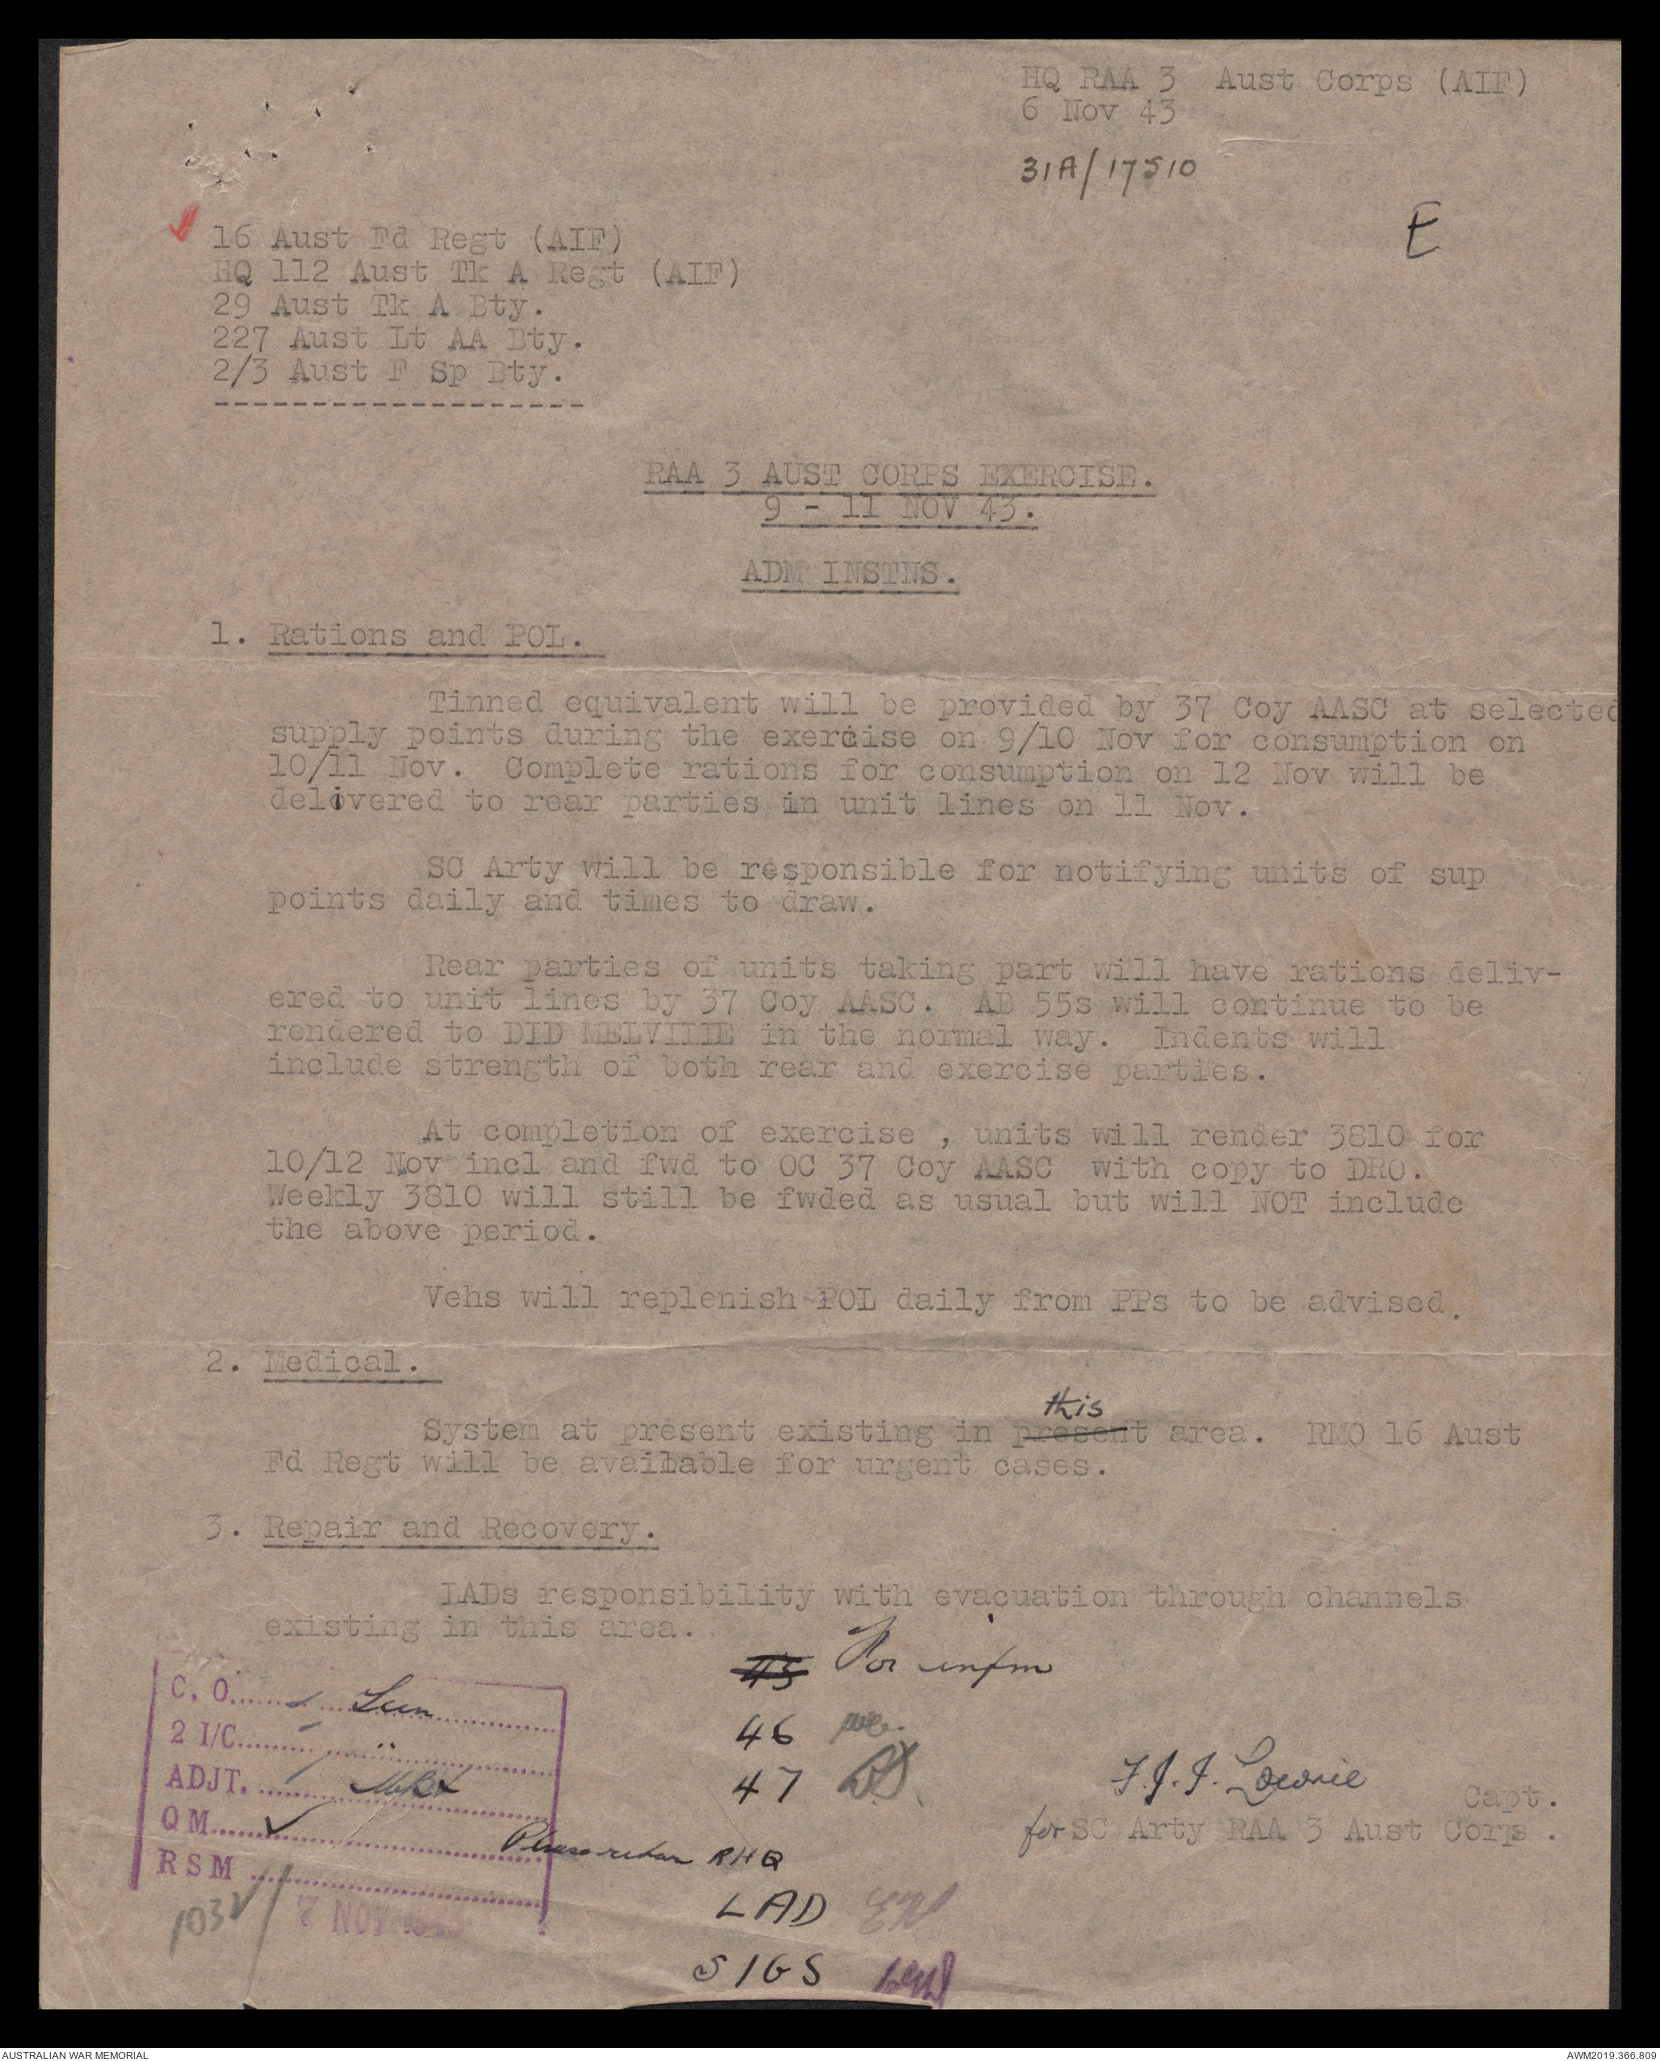 HQ RAA 3 Aust Corps (AIF)
6 Nov 43
31A/17510
E
16 Aust Fd Regt (AIF)
HQ 112 Aust Tk A Regt (AIF)
29 Aust Tk A Bty.
227 Aust Lt AA Bty.
2/3 Aust F Sp Bty.
-------------------
RAA 3 AUST CORPS EXERCISE.
9 - 11 NOV 43.
ADM INSTNS.
1. Rations and POL.
Tinned equivalent will be provided by 37 Coy AASC at selected
supply points during the exercise on 9/10 Nov for consumption on
10/11 Nov. Complete rations for consumption on 12 Nov will be
delivered to rear parties in unit lines on 11 Nov.
SC Arty will be responsible for notifying units of sup
points daily and times to draw.
Rear parties of units taking part will have rations deliv-
ered to unit lines by 37 Coy AASC. AB 55s will continue to be
rendered to DID MELVILLE in the normal way. Indents will
include strength of both rear and exercise parties.
At completion of exercise , units will render 3810 for
10/12 Nov incl and fwd to OC 37 Coy AASC with copy to DRO.
Weekly 3810 will still be fwded as usual but will NOT include
the above period.
Vehs will replenish POL daily from PPs to be advised.
2. Medical.
this
System at present existing in present area. RMO 16 Aust
Fd Regt will be available for urgent cases.
3. Repair and Recovery.
LADs responsibility with evacuation through channels
existing in this area.
45 For infm
C. O.
2 I/C
46
ADJT.
47
F.J.J. Lowrie Capt.
QM
for SC Arty RAA 3 Aust Corps .
Please return RHQ
RSM
LAD
1032
7 NOV 1943
SIGS
AUSTRALIAN WAR MEMORIAL
AWM2019.366.809